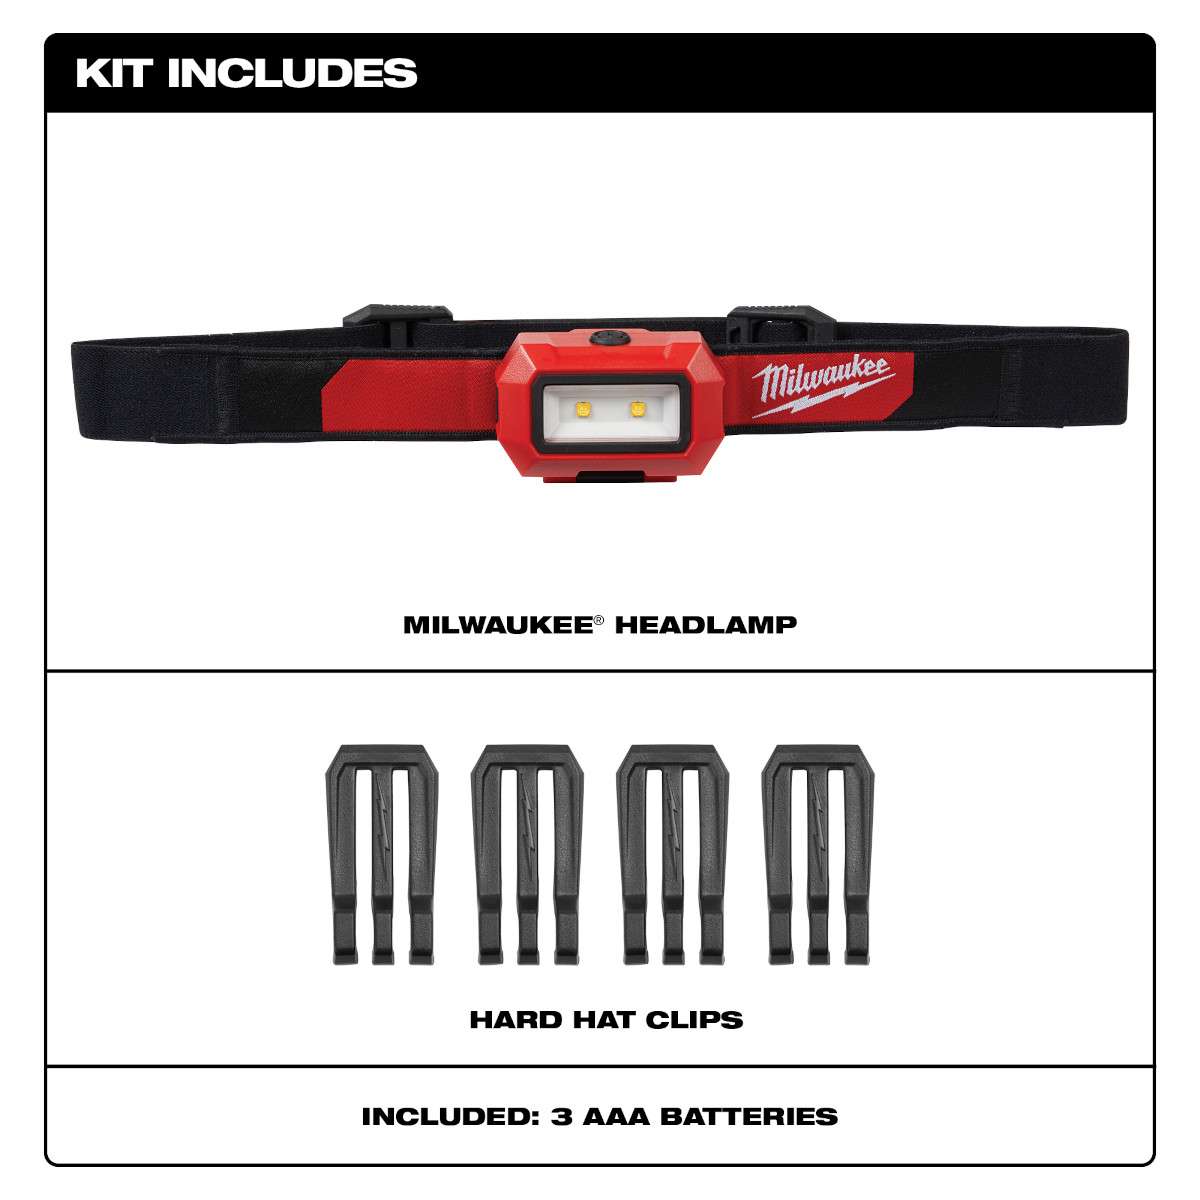 KIT INCLUDES
Milwaukee
MILWAUKEE® HEADLAMP
HARD HAT CLIPS
INCLUDED: 3 AAA BATTERIES